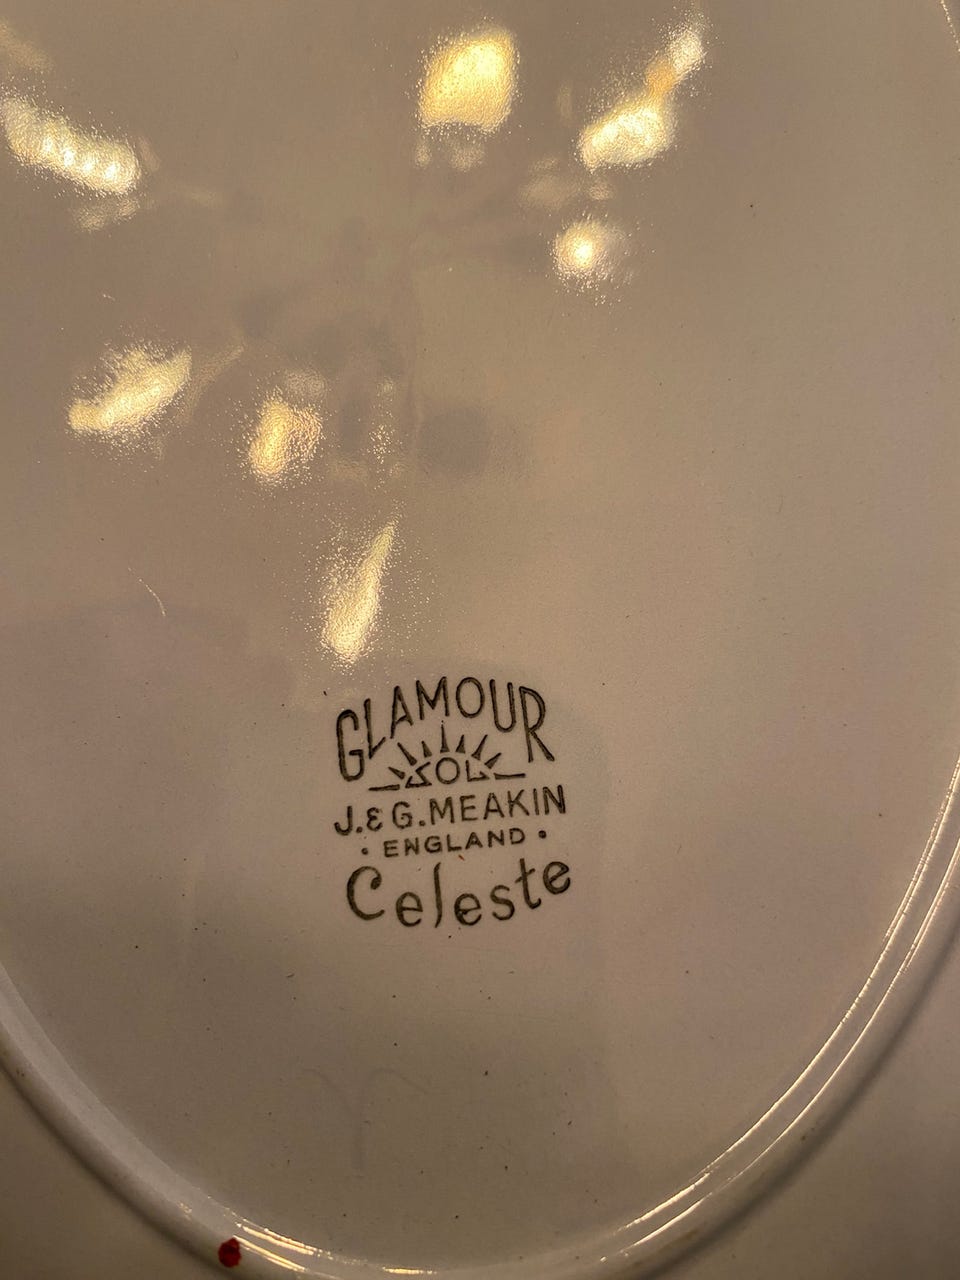 GLAMOUR
SOL
J.&G.MEAKIN
· ENGLAND ·
Celeste